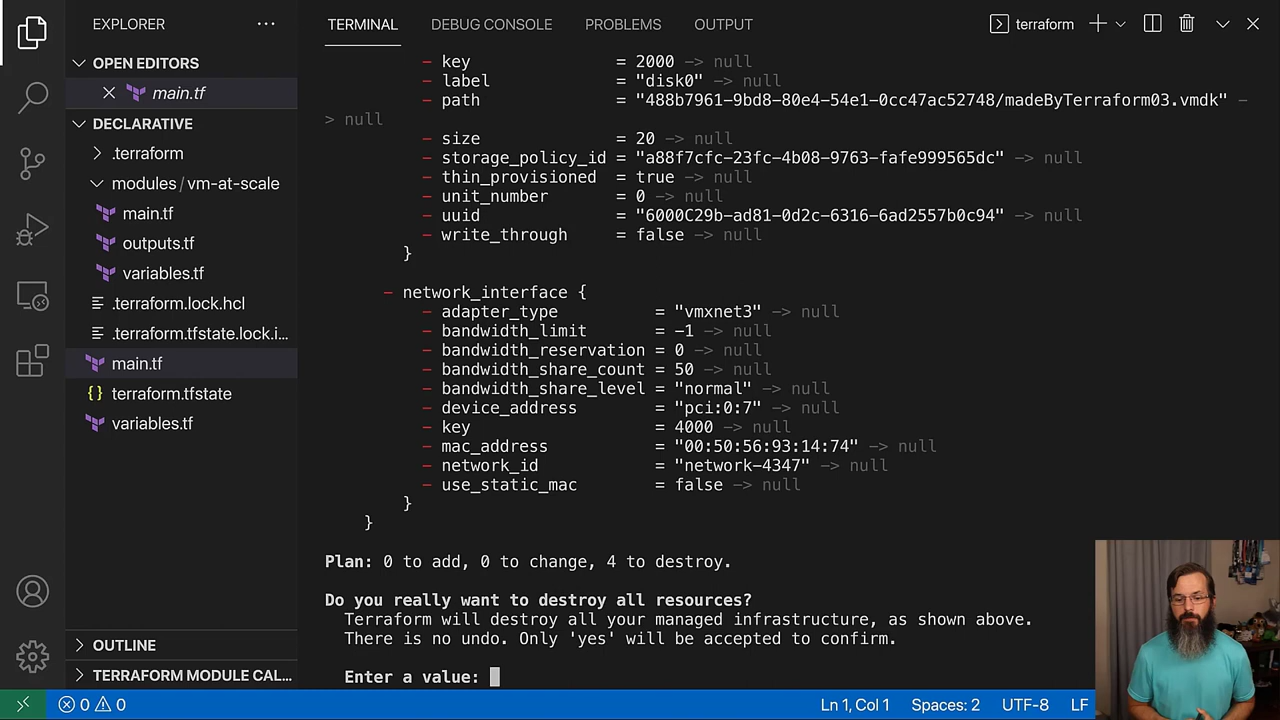 EXPLORER
OPEN EDITORS
main.tf
DECLARATIVE
.terraform
modules/vm-at-scale
main.tf
outputs.tf
variables.tf
.terraform.lock.hcl
.terraform.tfstate.lock.i...
main.tf
terraform.tfstate
variables.tf
OUTLINE
TERRAFORM MODULE CAL...
TERMINAL DEBUG CONSOLE PROBLEMS OUTPUT terraform
- key = 2000 -> null
- label = "disk0" -> null
- path = "488b7961-9bd8-80e4-54e1-0cc47ac52748/madeByTerraform03.vmdk" -
> null
- size = 20 -> null
- storage_policy_id = "a88f7cfc-23fc-4b08-9763-fafe999565dc" -> null
- thin_provisioned = true -> null
- unit_number = 0 -> null
- uuid = "6000C29b-ad81-0d2c-6316-6ad2557b0c94" -> null
- write_through = false -> null
}
- network_interface {
- adapter_type = "vmxnet3" -> null
- bandwidth_limit = -1 -> null
- bandwidth_reservation = 0 -> null
- bandwidth_share_count = 50 -> null
- bandwidth_share_level = "normal" -> null
- device_address = "pci:0:7" -> null
- key = 4000 -> null
- mac_address = "00:50:56:93:14:74" -> null
- network_id = "network-4347" -> null
- use_static_mac = false -> null
}
}
Plan: 0 to add, 0 to change, 4 to destroy.
Do you really want to destroy all resources?
Terraform will destroy all your managed infrastructure, as shown above.
There is no undo. Only 'yes' will be accepted to confirm.
Enter a value:
0 0 Ln 1, Col 1 Spaces: 2 UTF-8 LF